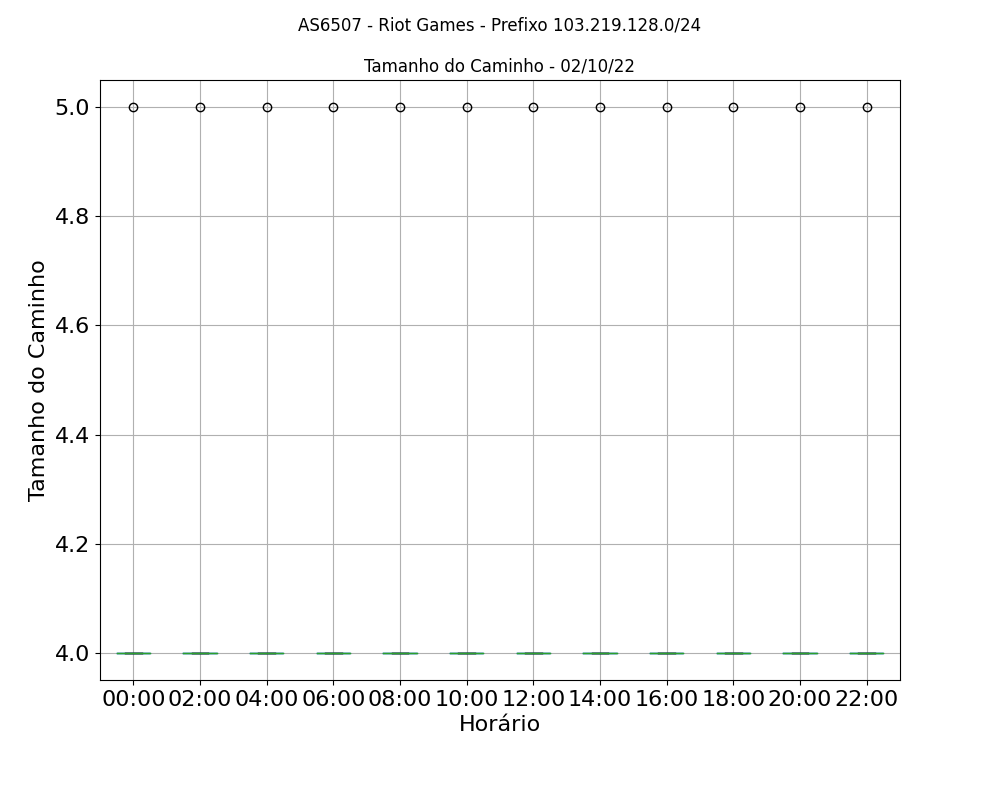 AS6507 - Riot Games - Prefixo 103.219.128.0/24
Tamanho do Caminho - 02/10/22
5.0
4.8
4.6
4.4
4.2
4.0
Tamanho do Caminho
00:00 02:00 04:00 06:00 08:00 10:00 12:00 14:00 16:00 18:00 20:00 22:00
Horário